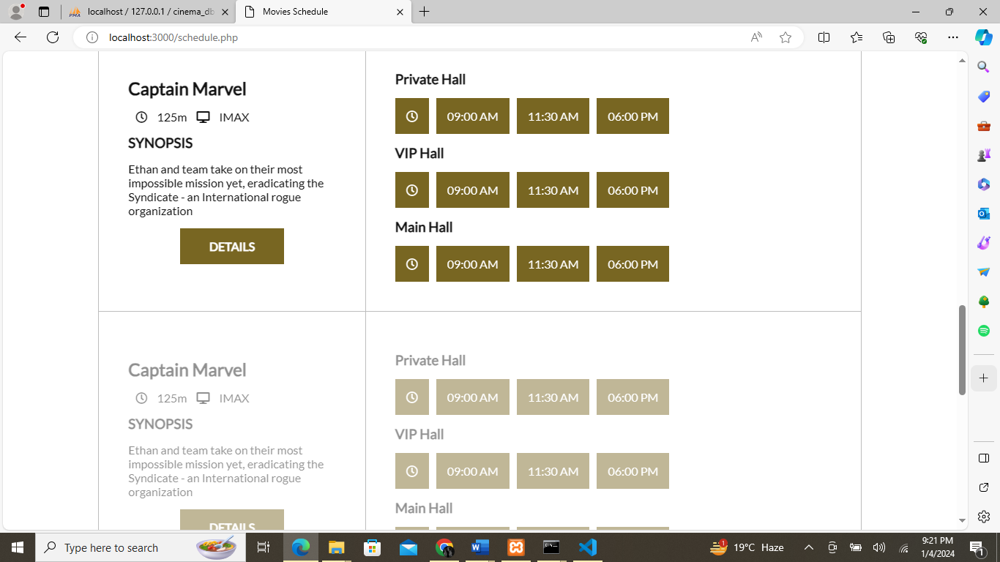 localhost / 127.0.0.1 / cinema_db
Movies Schedule
localhost:3000/schedule.php
Captain Marvel
125m IMAX
SYNOPSIS
Ethan and team take on their most
impossible mission yet, eradicating the
Syndicate - an International rogue
organization
DETAILS
Private Hall
09:00 AM 11:30 AM 06:00 PM
VIP Hall
09:00 AM 11:30 AM 06:00 PM
Main Hall
09:00 AM 11:30 AM 06:00 PM
Captain Marvel
125m IMAX
SYNOPSIS
Ethan and team take on their most
impossible mission yet, eradicating the
Syndicate - an International rogue
organization
DETAILS
Private Hall
09:00 AM 11:30 AM 06:00 PM
VIP Hall
09:00 AM 11:30 AM 06:00 PM
Main Hall
Type here to search
1
19°C Haze
9:21 PM
1/4/2024
1